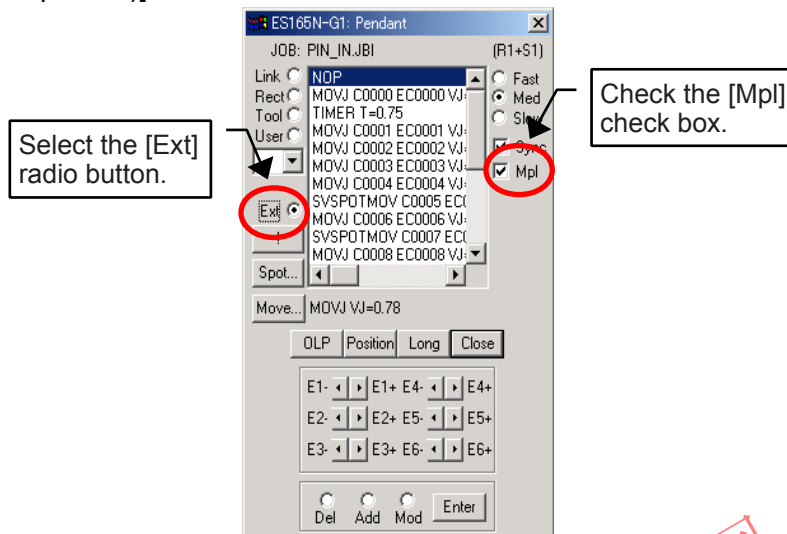 ES165N-G1: Pendant
JOB: PIN_IN.JBI (R1+S1)
Link
Rect
Tool
User
NOP
MOVJ C0000 EC0000 VJ=
TIMER T=0.75
MOVJ C0001 EC0001 VJ=
MOVJ C0002 EC0002 VJ=
MOVJ C0003 EC0003 VJ=
MOVJ C0004 EC0004 VJ=
SVSPOTMOV C0005 EC
MOVJ C0006 EC0006 VJ=
SVSPOTMOV C0007 EC
MOVJ C0008 EC0008 VJ=
Fast
Med
Slow
Sync
Mpl
Select the [Ext]
radio button.
Check the [Mpl]
check box.
Ext
Spot...
Move... MOVJ VJ=0.78
OLP Position Long Close
E1- E1+ E4- E4+
E2- E2+ E5- E5+
E3- E3+ E6- E6+
Del Add Mod Enter